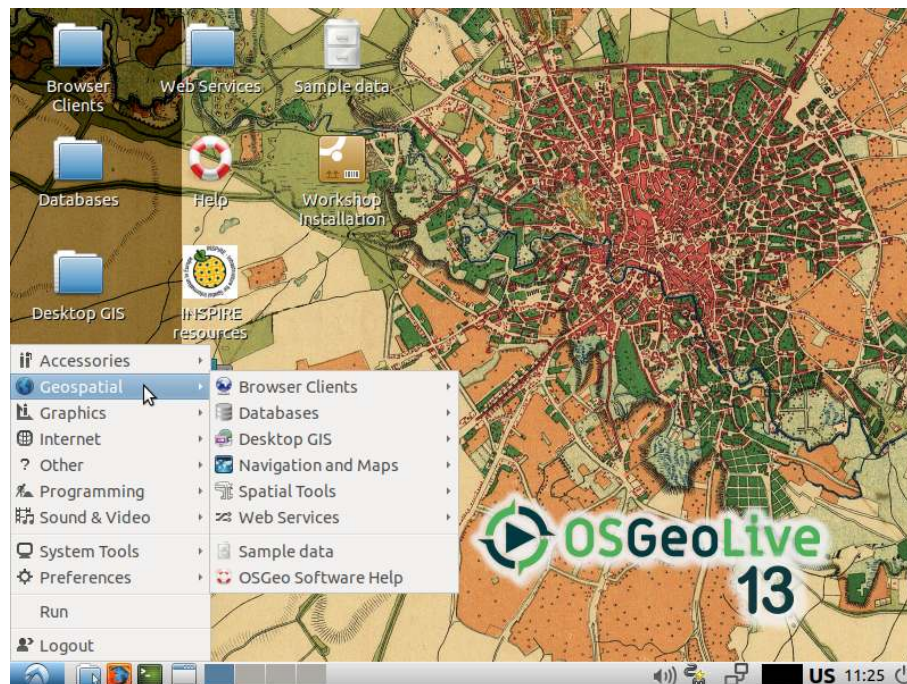 Browser
Clients
Web Services
Sample data
Databases
Help
Workshop
Installation
Desktop GIS
INSPIRE
resources
Accessories
Geospatial
Graphics
Internet
? Other
Programming
Sound & Video
System Tools
Preferences
Run
Logout
Browser Clients
Databases
Desktop GIS
Navigation and Maps
Spatial Tools
Web Services
Sample data
OSGeo Software Help
OSGeoLive
13
US 11:25